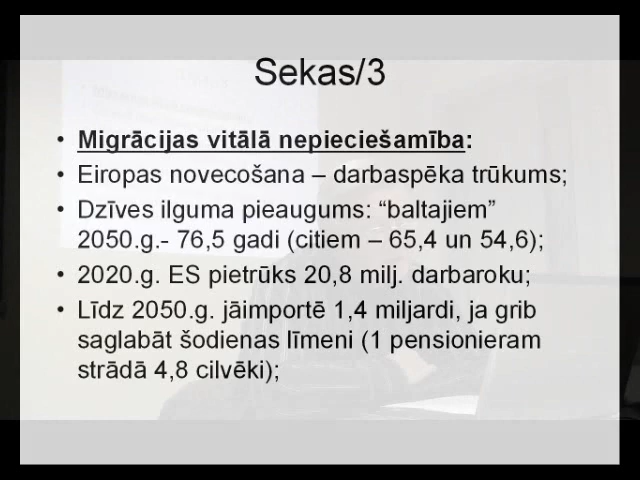 Sekas/3
• Migrācijas vitālā nepieciešamība:
• Eiropas novecošana – darbaspēka trūkums;
• Dzīves ilguma pieaugums: “baltajiem”
2050.g.- 76,5 gadi (citiem – 65,4 un 54,6);
• 2020.g. ES pietrūks 20,8 milj. darbaroku;
• Līdz 2050.g. jāimportē 1,4 miljardi, ja grib
saglabāt šodienas līmeni (1 pensionieram
strādā 4,8 cilvēki);